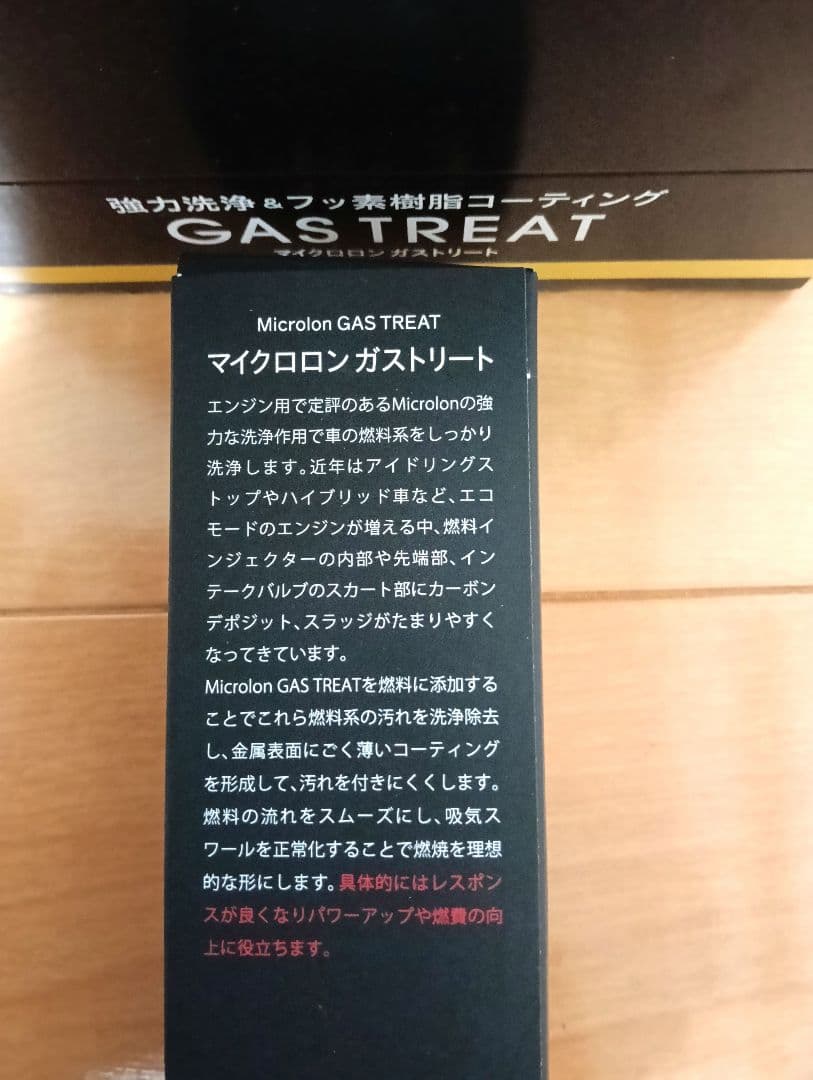 強力洗浄&フッ素樹脂コーティング
GAS TREAT
マイクロロン ガストリート
Microlon GAS TREAT
マイクロロン ガストリート
エンジン用で定評のあるMicrolonの強
力な洗浄作用で車の燃料系をしっかり
洗浄します。近年はアイドリングス
トップやハイブリッド車など、エコ
モードのエンジンが増える中、燃料イ
ンジェクターの内部や先端部、イン
テークバルブのスカート部にカーボン
デポジット、スラッジがたまりやすく
なってきています。
Microlon GAS TREATを燃料に添加する
ことでこれら燃料系の汚れを洗浄除去
し、金属表面にごく薄いコーティング
を形成して、汚れを付きにくくします。
燃料の流れをスムーズにし、吸気ス
ワールを正常化することで燃焼を理想
的な形にします。具体的にはレスポン
スが良くなりパワーアップや燃費の向
上に役立ちます。